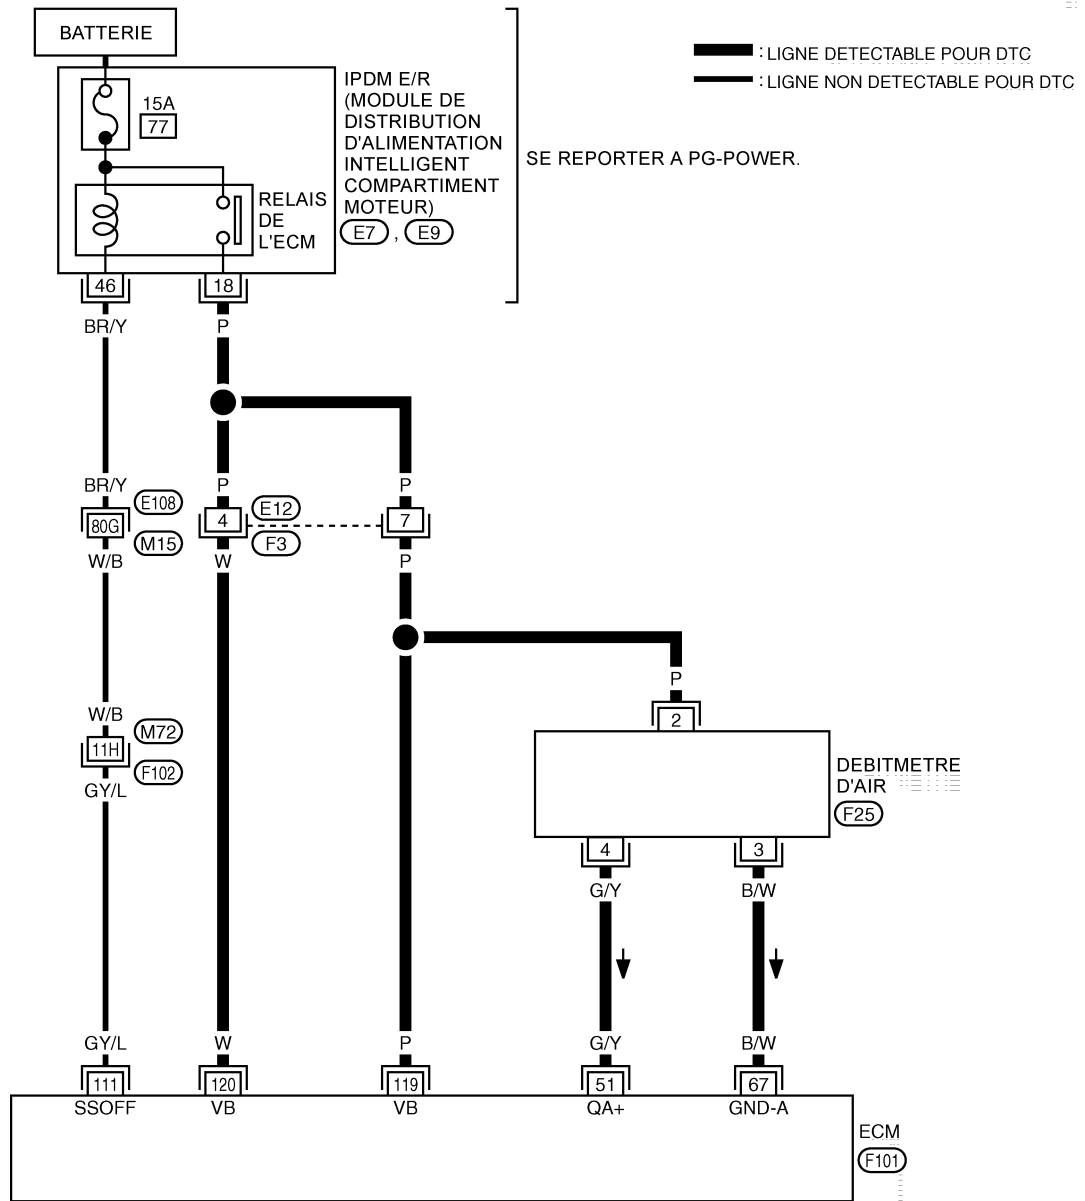 BATTERIE
: LIGNE DETECTABLE POUR DTC
: LIGNE NON DETECTABLE POUR DTC
15A
77
IPDM E/R
(MODULE DE
DISTRIBUTION
D'ALIMENTATION
INTELLIGENT
COMPARTIMENT
MOTEUR)
E7 , E9
SE REPORTER A PG-POWER.
RELAIS
DE
L'ECM
46 18
BR/Y P
BR/Y P P
80G E108 M15
4 E12 F3 7
W/B W P
W/B
11H M72 F102
GY/L
P
2
DEBITMETRE
D'AIR
F25
4 3
G/Y B/W
GY/L W P G/Y B/W
111 120 119 51 67
SSOFF VB VB QA+ GND-A
ECM
F101